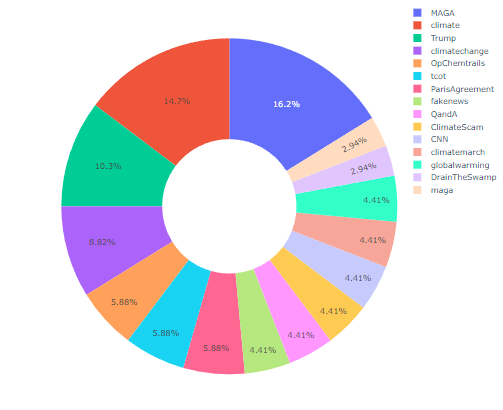 MAGA
climate
Trump
climatechange
OpChemtrails
tcot
ParisAgreement
fakenews
QandA
ClimateScam
CNN
climatemarch
globalwarming
DrainTheSwamp
maga
16.2%
14.7%
10.3%
8.82%
5.88%
5.88%
5.88%
4.41%
4.41%
4.41%
4.41%
4.41%
4.41%
2.94%
2.94%